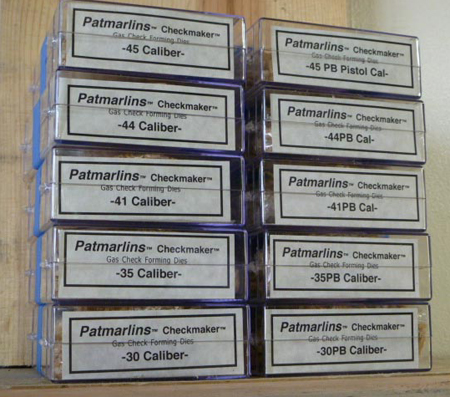 Patmarlins™ Checkmaker™
Gas Check Forming Dies
-45 Caliber-
Patmarlins™ Checkmaker™
Gas Check Forming Dies
-44 Caliber-
Patmarlins™ Checkmaker™
Gas Check Forming Dies
-41 Caliber-
Patmarlins™ Checkmaker™
Gas Check Forming Dies
-35 Caliber-
Patmarlins™ Checkmaker™
Gas Check Forming Dies
-30 Caliber-
Patmarlins™ Checkmaker™
Gas Check Forming Dies
-45 PB Pistol Cal-
Patmarlins™ Checkmaker™
Gas Check Forming Dies
-44PB Cal-
Patmarlins™ Checkmaker™
Gas Check Forming Dies
-41PB Cal-
Patmarlins™ Checkmaker™
Gas Check Forming Dies
-35PB Caliber-
Patmarlins™ Checkmaker™
Gas Check Forming Dies
-30PB Caliber-